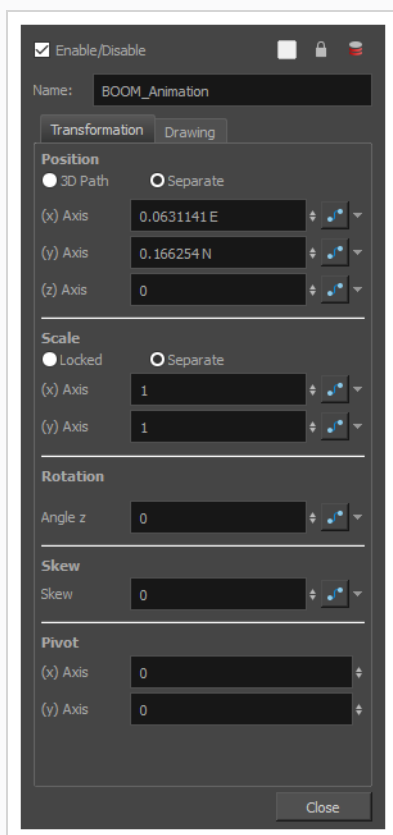 Enable/Disable
Name: BOOM_Animation
Transformation Drawing
Position
3D Path Separate
(x) Axis 0.0631141 E
(y) Axis 0.166254 N
(z) Axis 0
Scale
Locked Separate
(x) Axis 1
(y) Axis 1
Rotation
Angle z 0
Skew
Skew 0
Pivot
(x) Axis 0
(y) Axis 0
Close